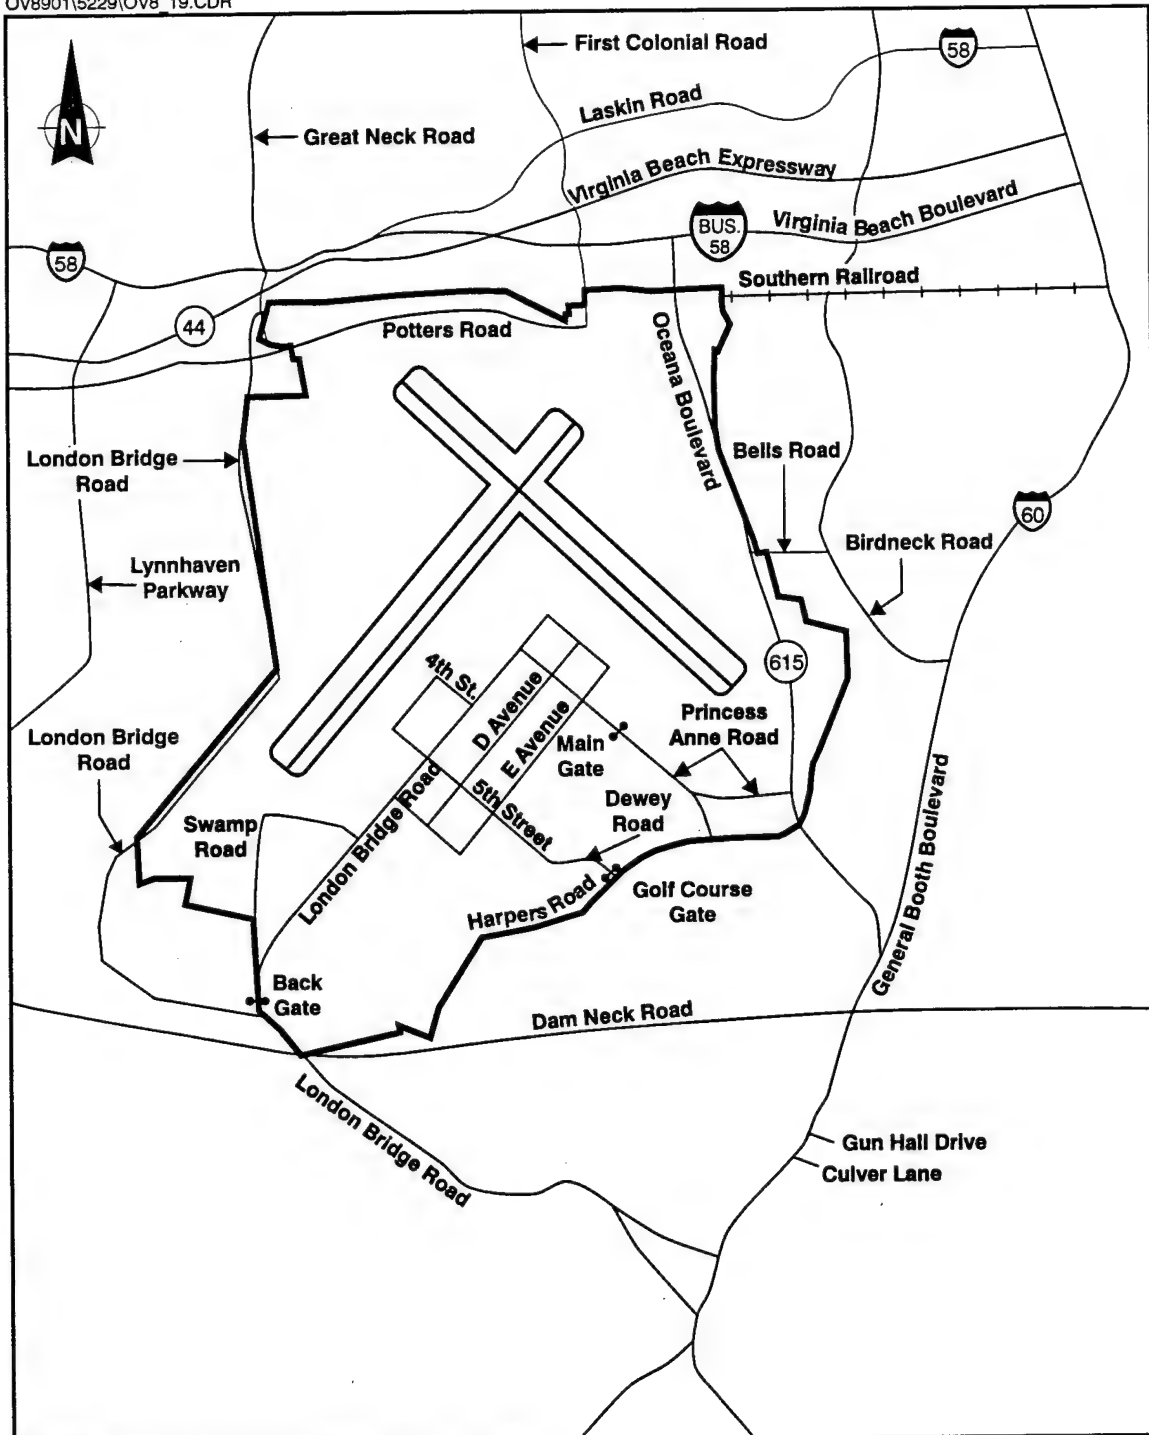 OV8901\5229\OV8_19.CDR
First Colonial Road
58
Laskin Road
N
Great Neck Road
Virginia Beach Expressway
BUS.
58
Virginia Beach Boulevard
58
Southern Railroad
44
Potters Road
Oceana Boulevard
London Bridge
Road
Bells Road
60
Birdneck Road
Lynnhaven
Parkway
4th St.
D Avenue
E Avenue
615
Princess
Anne Road
London Bridge
Road
Main
Gate
London Bridge Road
5th Street
Dewey
Road
Swamp
Road
General Booth Boulevard
Harpers Road
Golf Course
Gate
Back
Gate
Dam Neck Road
London Bridge Road
Gun Hall Drive
Culver Lane